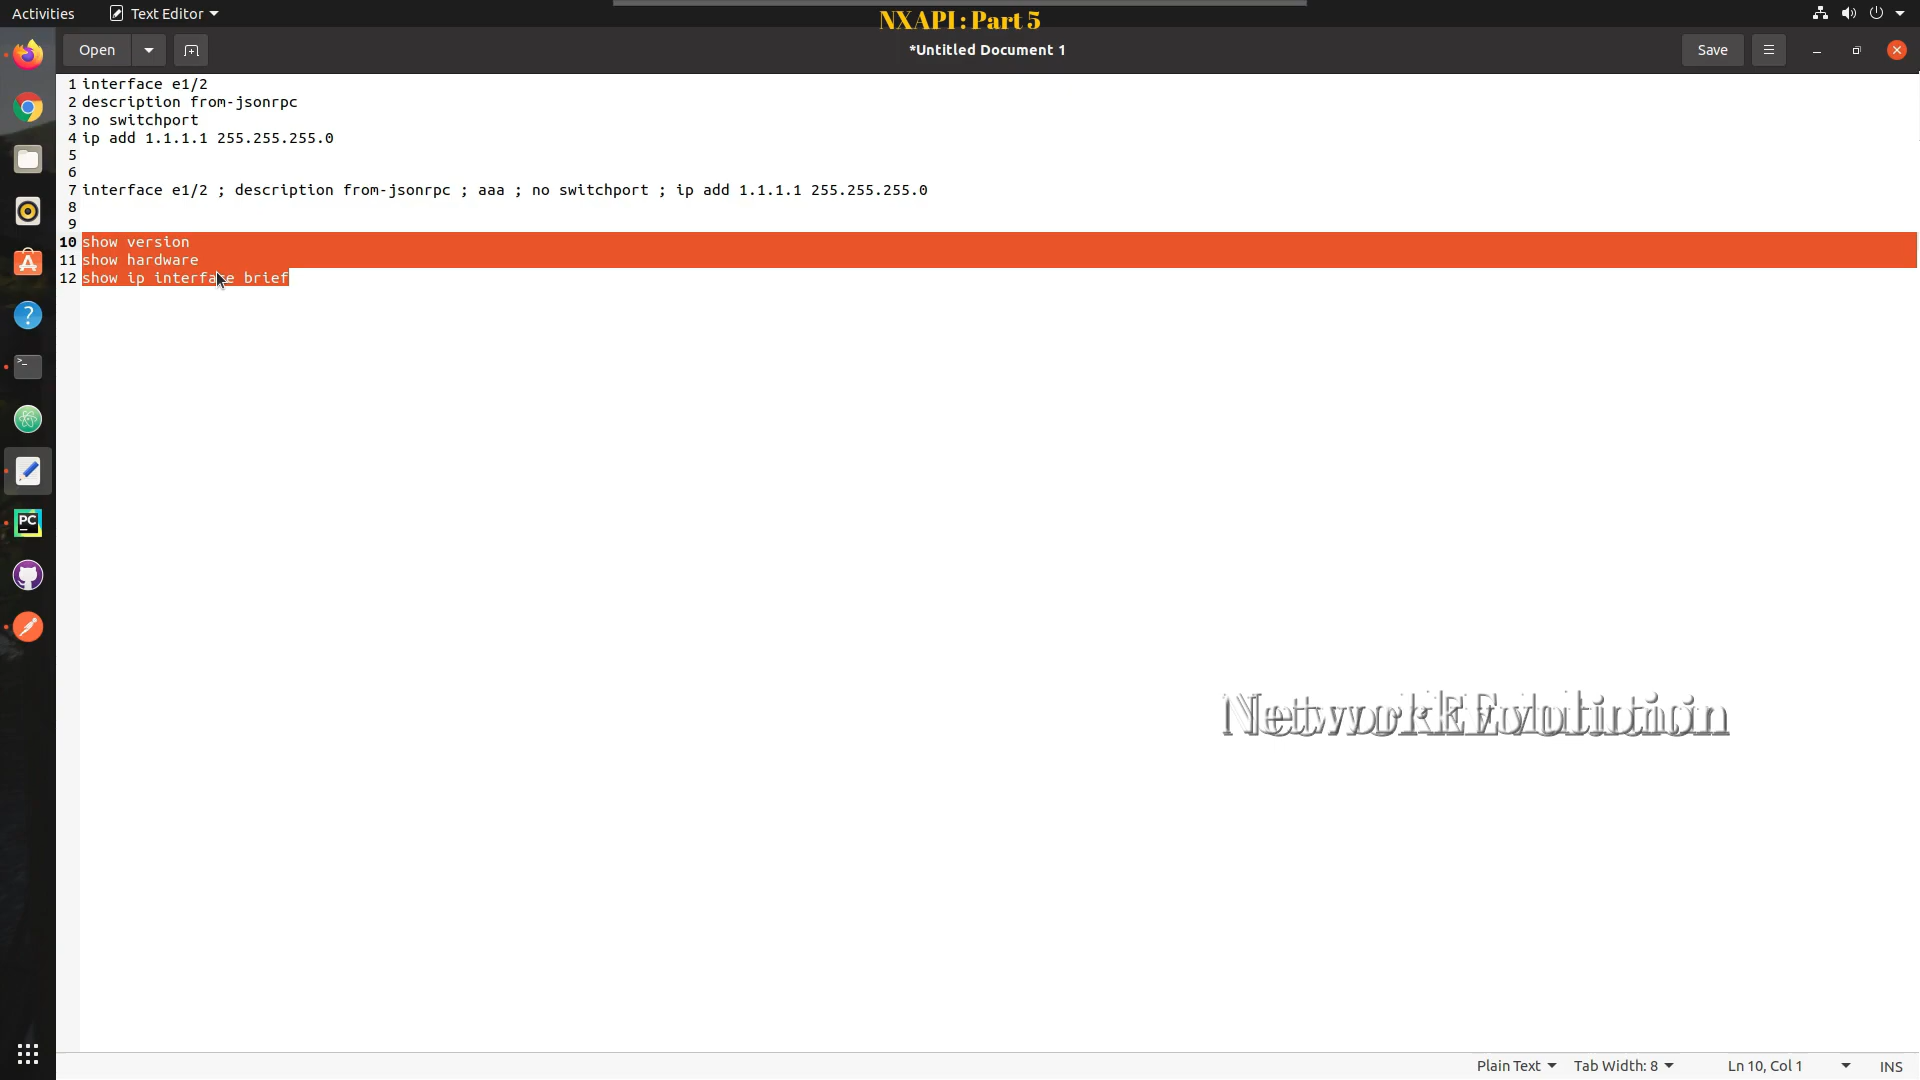 Activities
Text Editor
NXAPI : Part 5
Open
*Untitled Document 1
Save
1 interface e1/2
2 description from-jsonrpc
3 no switchport
4 ip add 1.1.1.1 255.255.255.0
5
6
7 interface e1/2 ; description from-jsonrpc ; aaa ; no switchport ; ip add 1.1.1.1 255.255.255.0
8
9
10 show version
11 show hardware
12 show ip interface brief
NetworkEvolution
Plain Text
Tab Width: 8
Ln 10, Col 1
INS